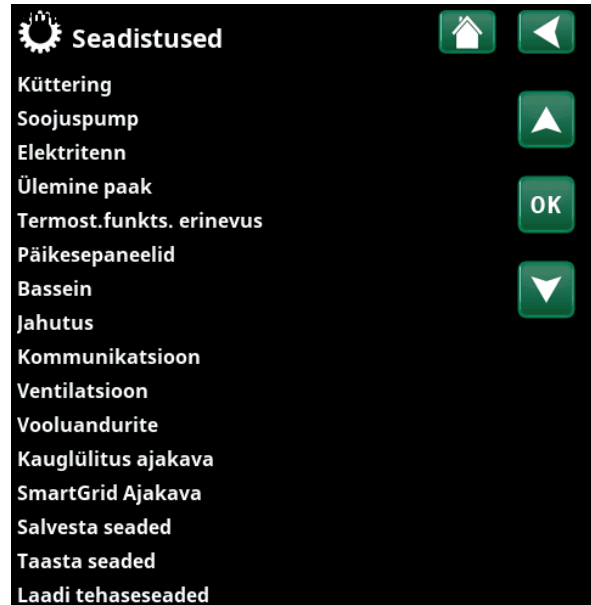 Seadistused
Küttering
Soojuspump
Elektritenn
Ülemine paak
Termost.funkts. erinevus
OK
Päikesepaneelid
Bassein
Jahutus
Kommunikatsioon
Ventilatsioon
Vooluandurite
Kauglülitus ajakava
SmartGrid Ajakava
Salvesta seaded
Taasta seaded
Laadi tehaseseaded